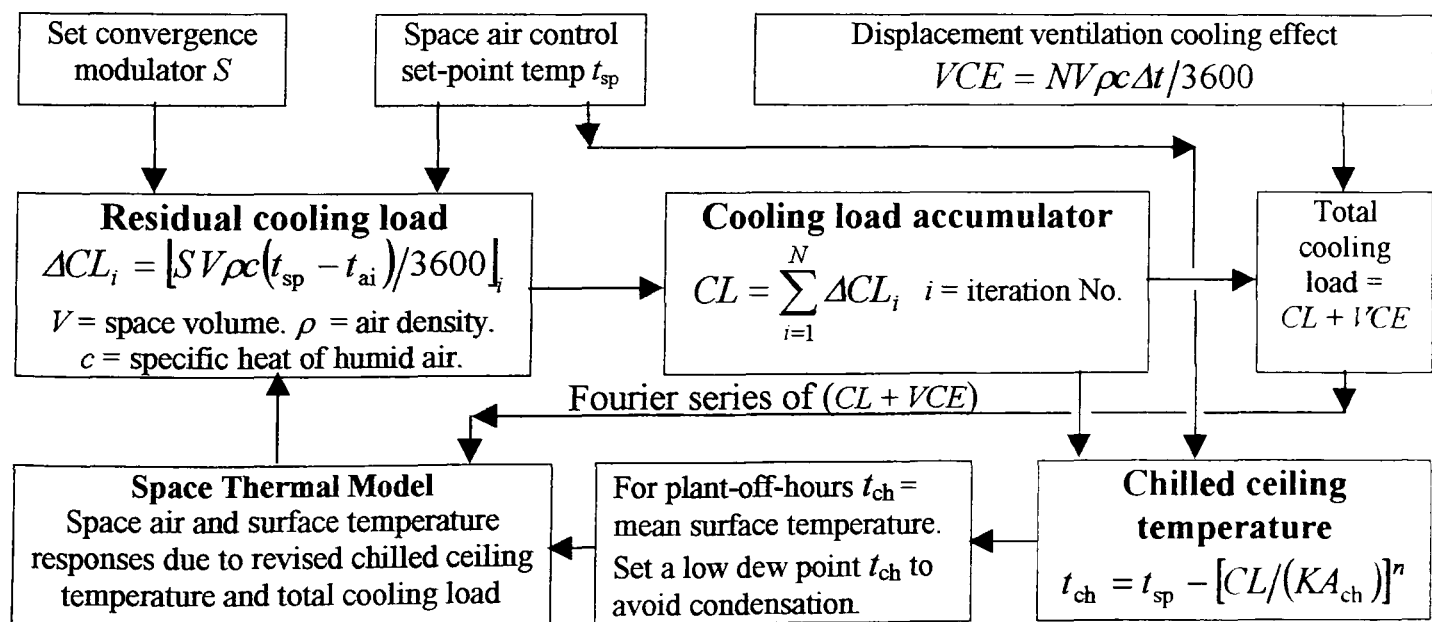 Set convergence
modulator S
Space air control
set-point temp t_sp
Displacement ventilation cooling effect
VCE = NVρcΔt/3600
Residual cooling load
ΔCL_i = ⌊SVρc(t_sp − t_ai)/3600⌋_i
V = space volume. ρ = air density.
c = specific heat of humid air.
Cooling load accumulator
CL = ∑_{i=1}^{N} ΔCL_i i = iteration No.
Total
cooling
load =
CL + VCE
Fourier series of (CL + VCE)
Space Thermal Model
Space air and surface temperature
responses due to revised chilled ceiling
temperature and total cooling load
For plant-off-hours t_ch =
mean surface temperature.
Set a low dew point t_ch to
avoid condensation.
Chilled ceiling
temperature
t_ch = t_sp − [CL/(KA_ch)]^n